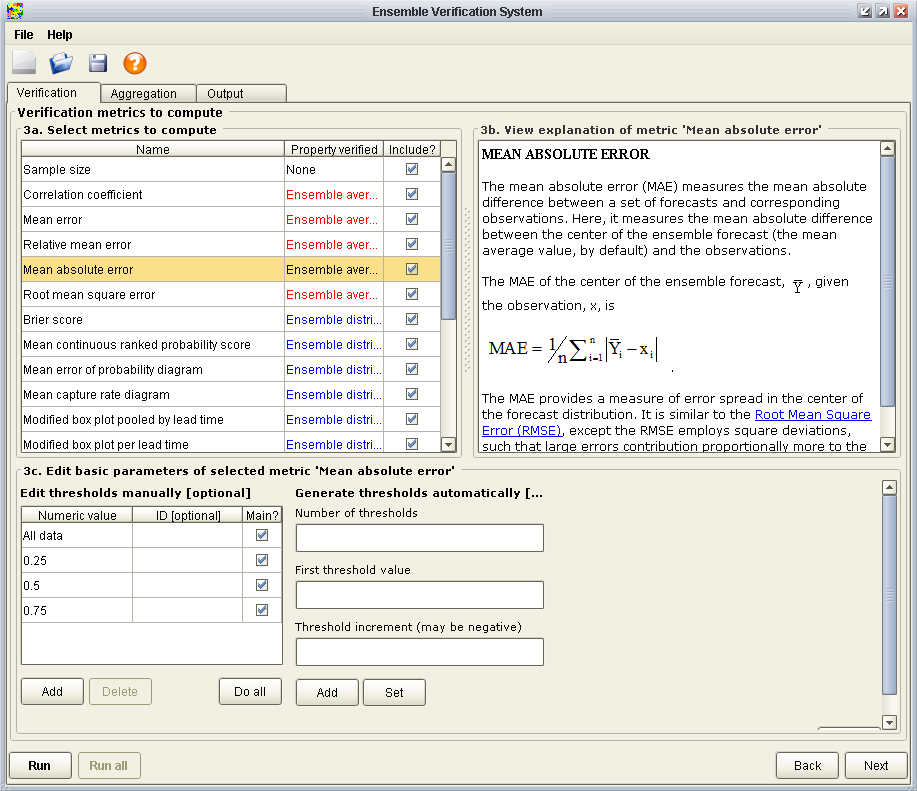 Ensemble Verification System
File Help
Verification Aggregation Output
Verification metrics to compute
3a. Select metrics to compute
Name Property verified Include?
Sample size None
Correlation coefficient Ensemble aver...
Mean error Ensemble aver...
Relative mean error Ensemble aver...
Mean absolute error Ensemble aver...
Root mean square error Ensemble aver...
Brier score Ensemble distri...
Mean continuous ranked probability score Ensemble distri...
Mean error of probability diagram Ensemble distri...
Mean capture rate diagram Ensemble distri...
Modified box plot pooled by lead time Ensemble distri...
Modified box plot per lead time Ensemble distri...
3b. View explanation of metric 'Mean absolute error'
MEAN ABSOLUTE ERROR
The mean absolute error (MAE) measures the mean absolute
difference between a set of forecasts and corresponding
observations. Here, it measures the mean absolute difference
between the center of the ensemble forecast (the mean
average value, by default) and the observations.
The MAE of the center of the ensemble forecast, Y̅ , given
the observation, x, is
MAE = 1/n ∑ i=1 n |Y̅i − xi|
.
The MAE provides a measure of error spread in the center of
the forecast distribution. It is similar to the Root Mean Square
Error (RMSE), except the RMSE employs square deviations,
such that large errors contribution proportionally more to the
3c. Edit basic parameters of selected metric 'Mean absolute error'
Edit thresholds manually [optional]
Numeric value ID [optional] Main?
All data
0.25
0.5
0.75
Add Delete Do all
Generate thresholds automatically [...
Number of thresholds
First threshold value
Threshold increment (may be negative)
Add Set
Run Run all Back Next